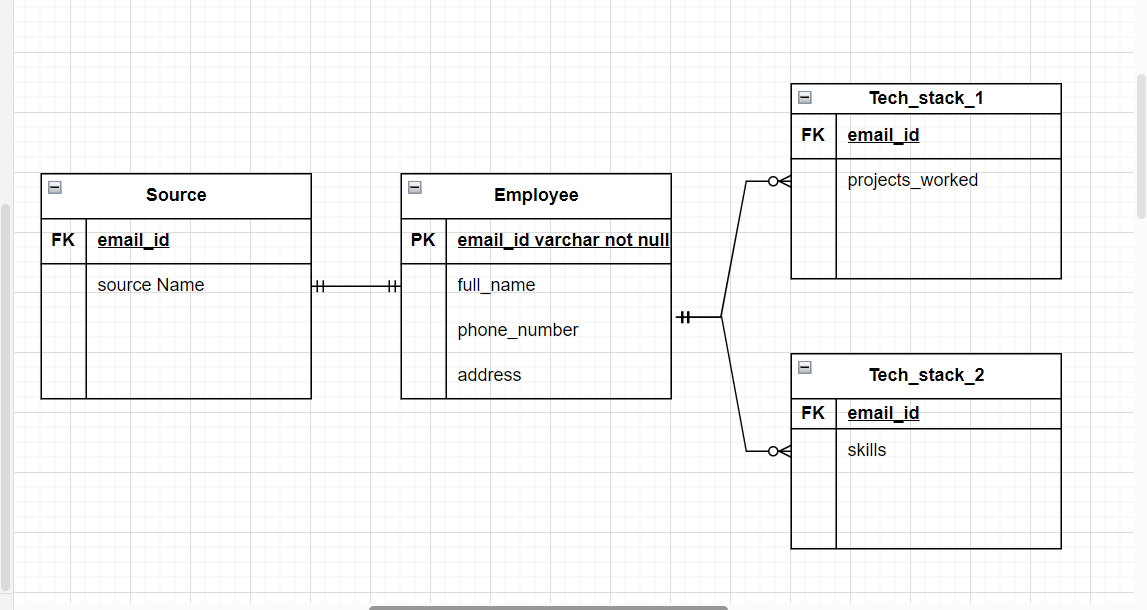 Source
FK email_id
source Name
Employee
PK email_id varchar not null
full_name
phone_number
address
Tech_stack_1
FK email_id
projects_worked
Tech_stack_2
FK email_id
skills